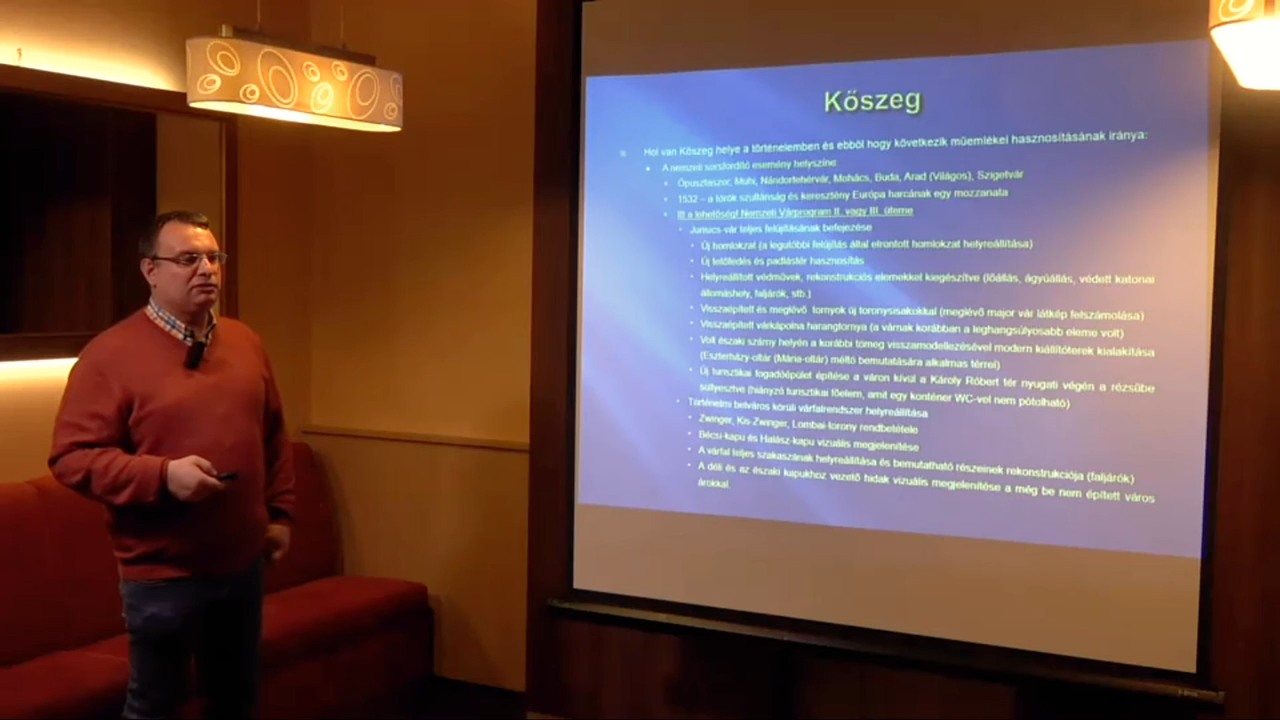 Kőszeg
Hol van Kőszeg helye a történelemben és ebből hogy következik műemlékei hasznosításának iránya:
A nemzeti sorsfordító esemény helyszíne
Ópusztaszer, Muhi, Nándorfehérvár, Mohács, Buda, Arad (Világos), Szigetvár
1532 – a török szultánság és keresztény Európa harcának egy mozzanata
Itt a lehetőség! Nemzeti Várprogram II. vagy III. üteme
Jurisics-vár teljes felújításának befejezése
Új homlokzat (a legutóbbi felújítás által elrontott homlokzat helyreállítása)
Új tetőfedés és padlástér hasznosítás
Helyreállított védművek, rekonstrukciós elemekkel kiegészítve (lőállás, ágyúállás, védett katonai
állomáshely, faljárók, stb.)
Visszaépített és meglévő tornyok új toronysisakokkal (meglévő major vár látkép felszámolása)
Visszaépített várkápolna harangtornya (a várnak korábban a leghangsúlyosabb eleme volt)
Volt északi szárny helyén a korábbi tömeg visszamodellezésével modern kiállítóterek kialakítása
(Eszterházy-oltár (Mária-oltár) méltó bemutatására alkalmas térrel)
Új turisztikai fogadóépület építése a váron kívül a Károly Róbert tér nyugati végén a rézsűbe
süllyesztve (hiányzó turisztikai főelem, amit egy konténer WC-vel nem pótolható)
Történelmi belváros körüli várfalrendszer helyreállítása
Zwinger, Kis-Zwinger, Lombai-torony rendbetétele
Bécsi-kapu és Halász-kapu vizuális megjelenítése
A várfal teljes szakaszának helyreállítása és bemutatható részeinek rekonstrukciója (faljárók)
A déli és az északi kapukhoz vezető hidak vizuális megjelenítése a még be nem épített város
árokkal.